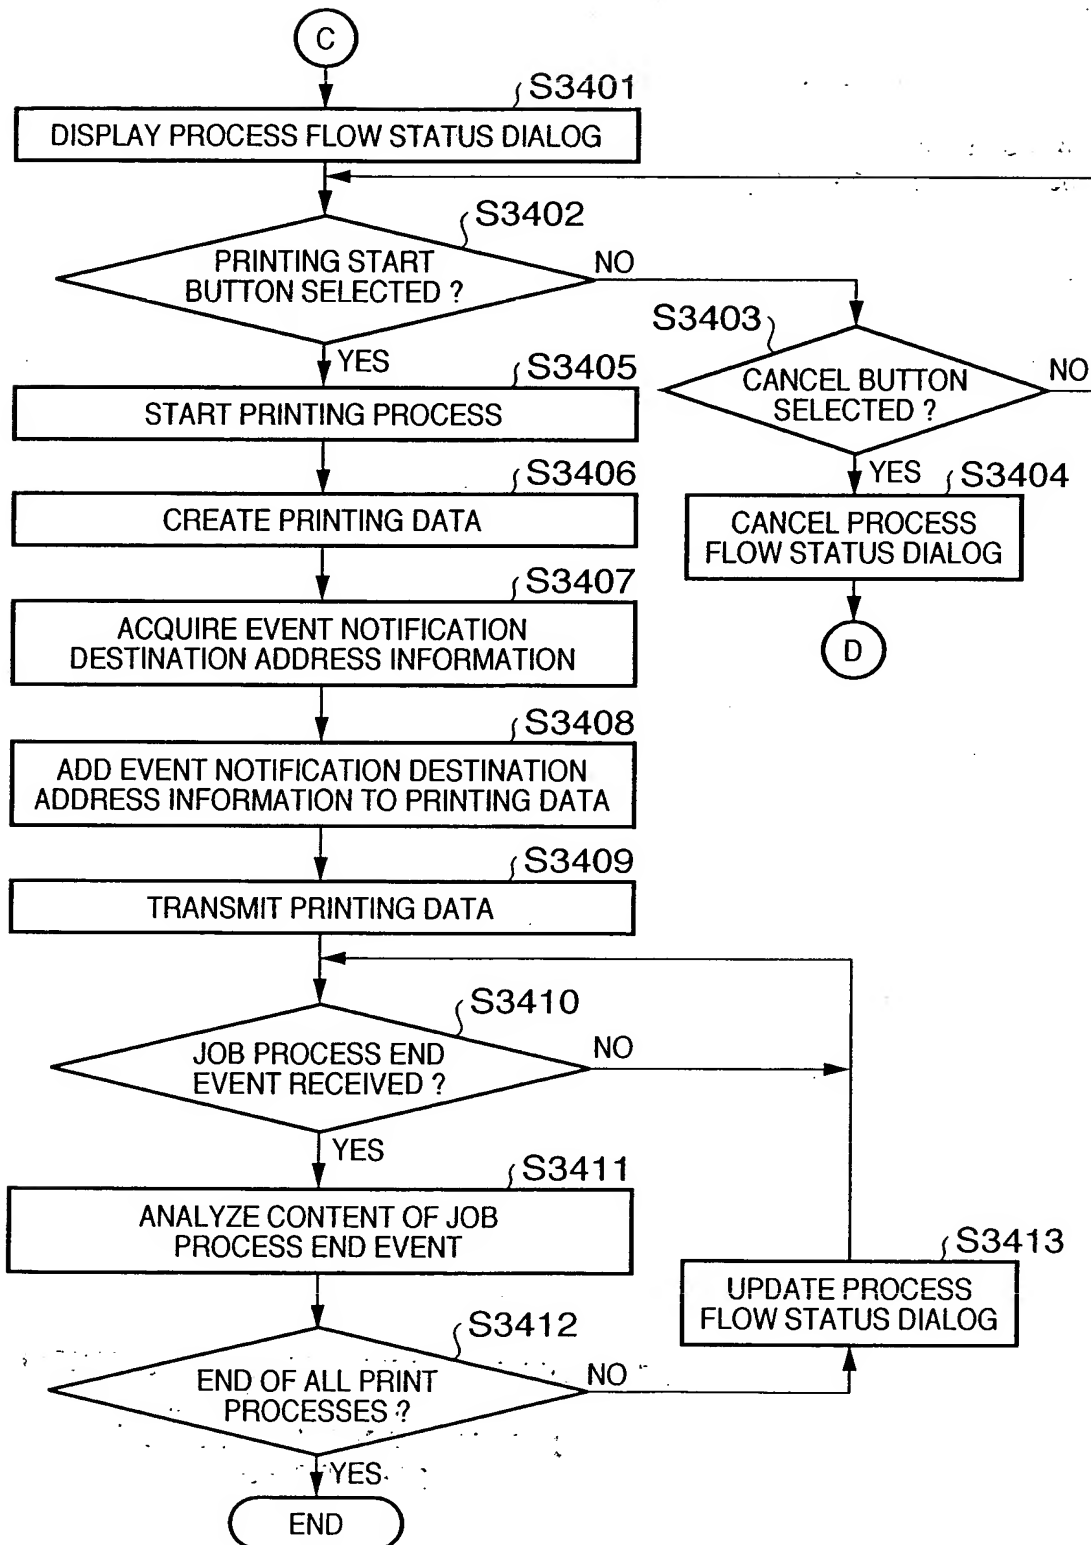 C
S3401
DISPLAY PROCESS FLOW STATUS DIALOG
S3402
PRINTING START
BUTTON SELECTED ?
NO
YES
S3403
CANCEL BUTTON
SELECTED ?
NO
YES
S3404
CANCEL PROCESS
FLOW STATUS DIALOG
D
S3405
START PRINTING PROCESS
S3406
CREATE PRINTING DATA
S3407
ACQUIRE EVENT NOTIFICATION
DESTINATION ADDRESS INFORMATION
S3408
ADD EVENT NOTIFICATION DESTINATION
ADDRESS INFORMATION TO PRINTING DATA
S3409
TRANSMIT PRINTING DATA
S3410
JOB PROCESS END
EVENT RECEIVED ?
NO
YES
S3411
ANALYZE CONTENT OF JOB
PROCESS END EVENT
S3412
END OF ALL PRINT
PROCESSES ?
NO
YES
S3413
UPDATE PROCESS
FLOW STATUS DIALOG
END